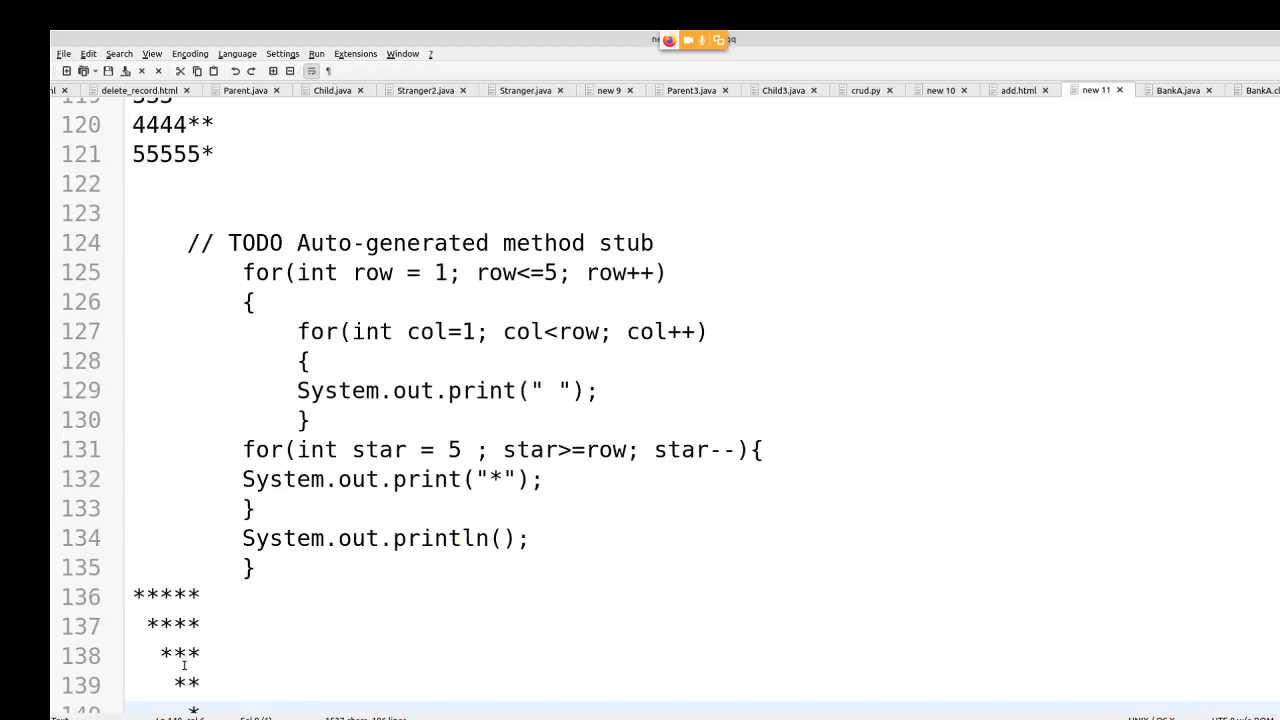 File Edit Search View Encoding Language Settings Run Extensions Window ?
delete_record.html Parent.java Child.java Stranger2.java Stranger.java new 9 Parent3.java Child3.java crud.py new 10 add.html new 11 BankA.java
120 4444**
121 55555*
122
123
124 // TODO Auto-generated method stub
125 for(int row = 1; row<=5; row++)
126 {
127 for(int col=1; col<row; col++)
128 {
129 System.out.print(" ");
130 }
131 for(int star = 5 ; star>=row; star--){
132 System.out.print("*");
133 }
134 System.out.println();
135 }
136 *****
137 ****
138 ***
139 **
140 *